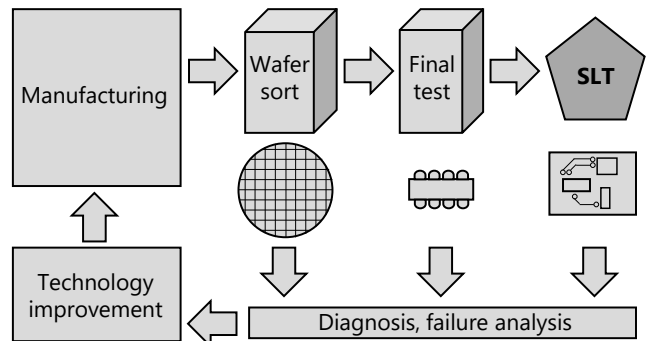 Manufacturing
Wafer
sort
Final
test
SLT
Technology
improvement
Diagnosis, failure analysis